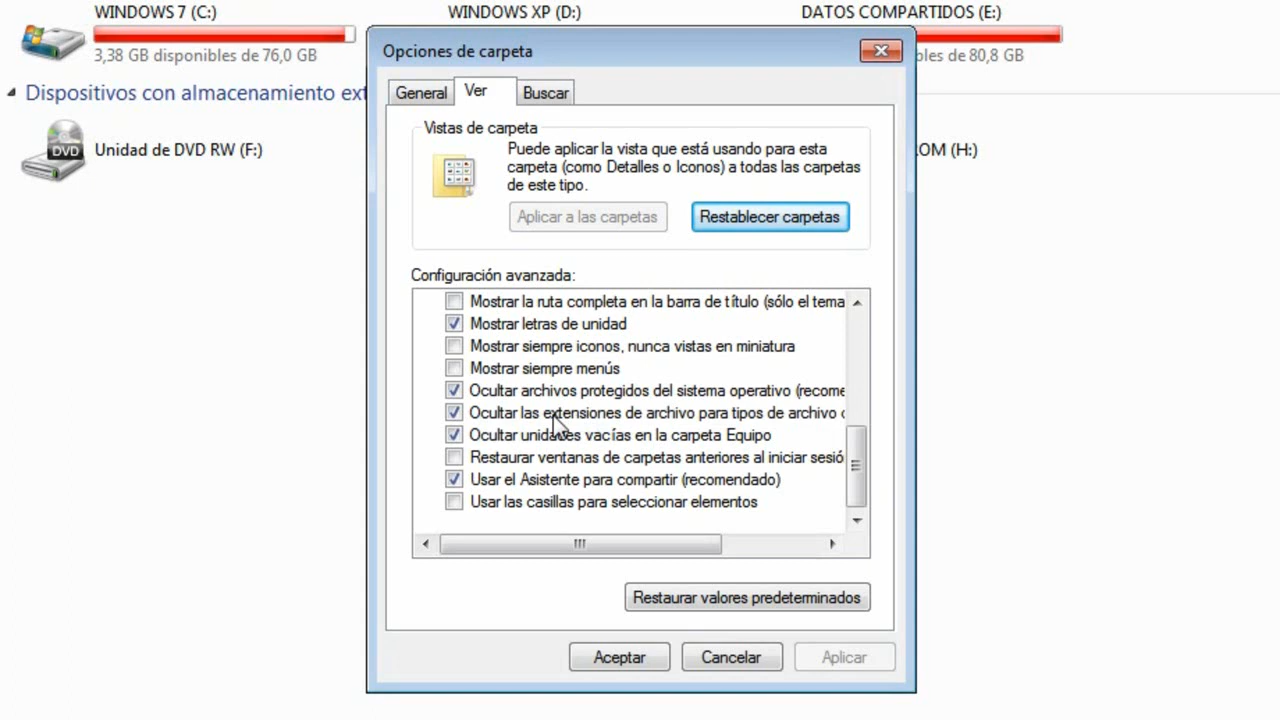 WINDOWS 7 (C:)
WINDOWS XP (D:)
DATOS COMPARTIDOS (E:)
3,38 GB disponibles de 76,0 GB
bles de 80,8 GB
Dispositivos con almacenamiento ext
DVD
Unidad de DVD RW (F:)
OM (H:)
Opciones de carpeta
General
Ver
Buscar
Vistas de carpeta
Puede aplicar la vista que está usando para esta
carpeta (como Detalles o Iconos) a todas las carpetas
de este tipo.
Aplicar a las carpetas
Restablecer carpetas
Configuración avanzada:
Mostrar la ruta completa en la barra de título (sólo el tema
Mostrar letras de unidad
Mostrar siempre iconos, nunca vistas en miniatura
Mostrar siempre menús
Ocultar archivos protegidos del sistema operativo (recome
Ocultar las extensiones de archivo para tipos de archivo c
Ocultar unidades vacías en la carpeta Equipo
Restaurar ventanas de carpetas anteriores al iniciar sesió
Usar el Asistente para compartir (recomendado)
Usar las casillas para seleccionar elementos
Restaurar valores predeterminados
Aceptar
Cancelar
Aplicar